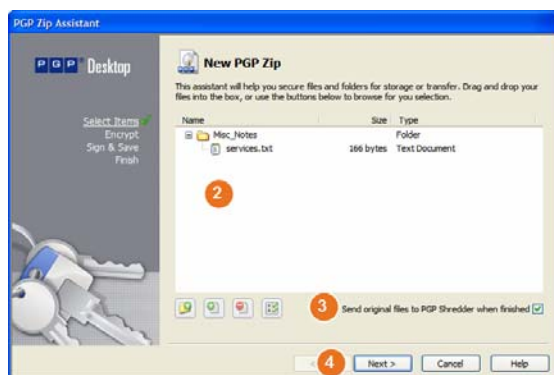 PGP Zip Assistant
PGP Desktop
Select Items
Encrypt
Sign & Save
Finish
New PGP Zip
This assistant will help you secure files and folders for storage or transfer. Drag and drop your
files into the box, or use the buttons below to browse for you selection.
Name Size Type
Misc_Notes Folder
services.txt 166 bytes Text Document
2
3 Send original files to PGP Shredder when finished
4 Next > Cancel Help